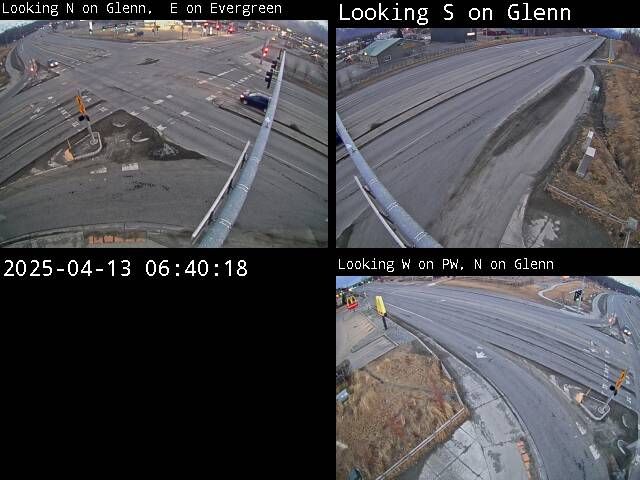 Looking N on Glenn,  E on Evergreen
Looking S on Glenn
2025-04-13 06:40:18
Looking W on PW, N on Glenn